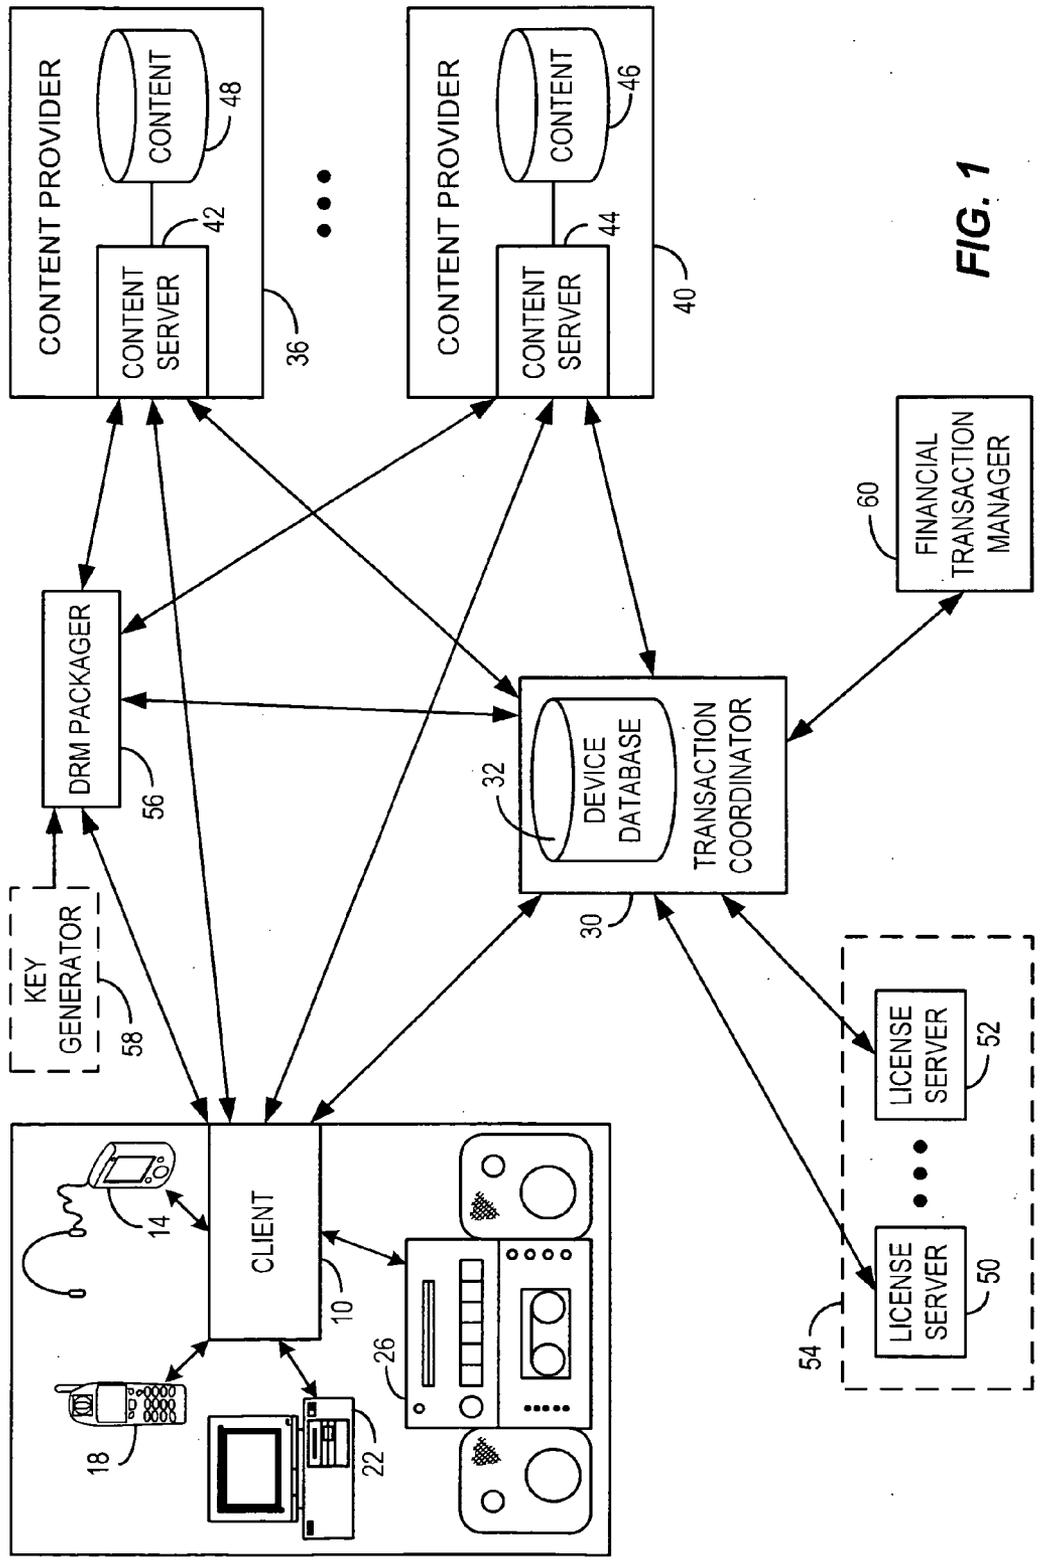 18
14
22
26
CLIENT
10
KEY
GENERATOR
58
DRM PACKAGER
56
CONTENT PROVIDER
CONTENT
SERVER
42
CONTENT
48
36
CONTENT PROVIDER
CONTENT
SERVER
44
CONTENT
46
40
32
DEVICE
DATABASE
TRANSACTION
COORDINATOR
30
60
FINANCIAL
TRANSACTION
MANAGER
54
LICENSE
SERVER
50
LICENSE
SERVER
52
FIG. 1